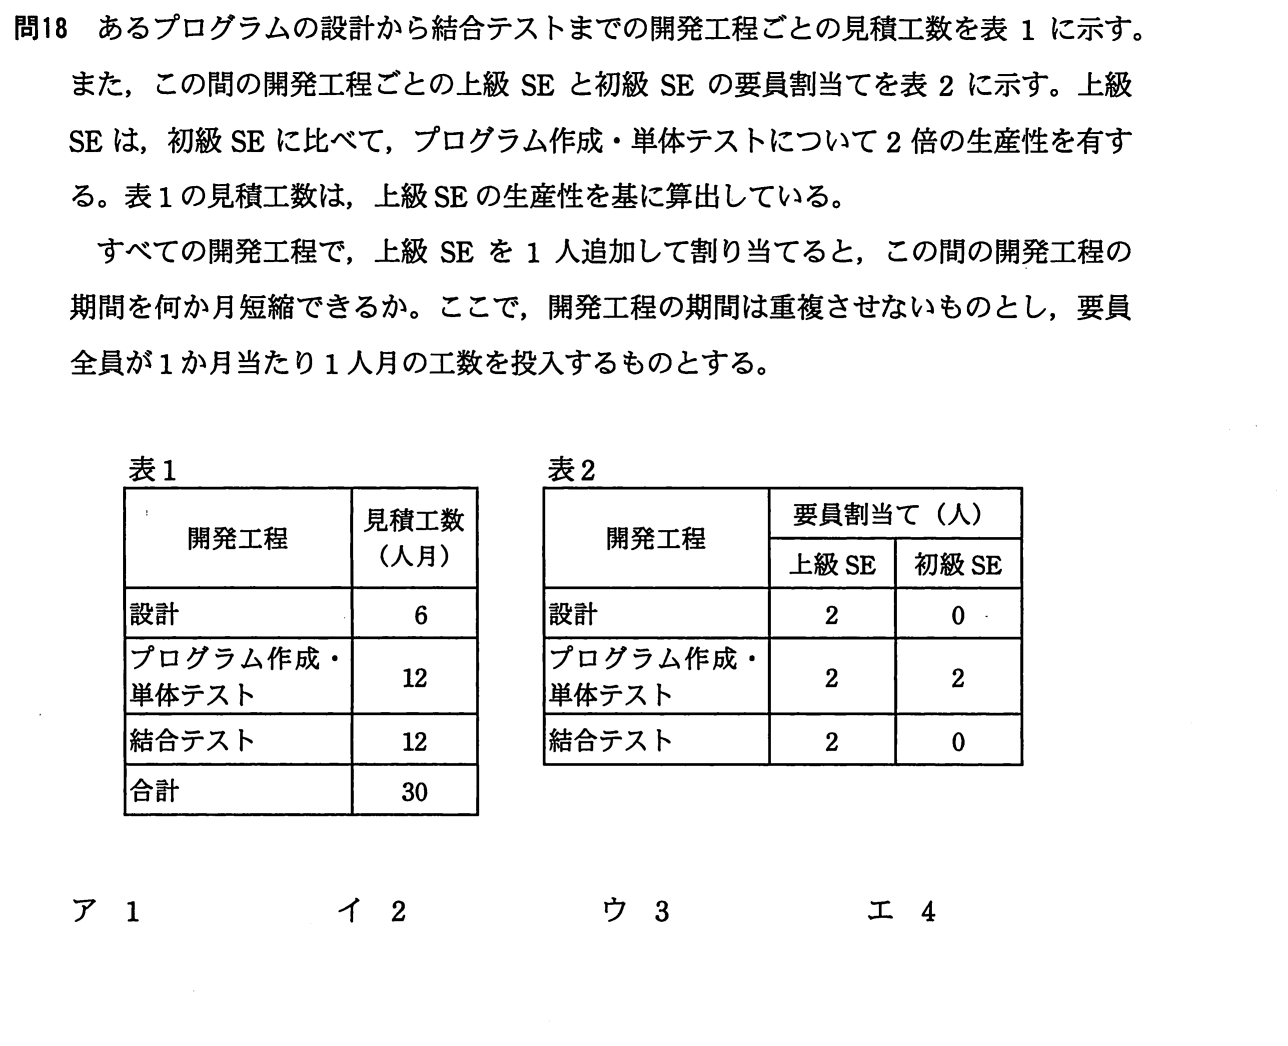 問18 あるプログラムの設計から結合テストまでの開発工程ごとの見積工数を表 1 に示す。
また，この間の開発工程ごとの上級 SE と初級 SE の要員割当てを表 2 に示す。上級
SE は，初級 SE に比べて，プログラム作成・単体テストについて 2 倍の生産性を有す
る。表 1 の見積工数は，上級 SE の生産性を基に算出している。
すべての開発工程で，上級 SE を 1 人追加して割り当てると，この間の開発工程の
期間を何か月短縮できるか。ここで，開発工程の期間は重複させないものとし，要員
全員が 1 か月当たり 1 人月の工数を投入するものとする。
表 1
開発工程 見積工数
（人月）
設計 6
プログラム作成・
単体テスト 12
結合テスト 12
合計 30
表 2
開発工程 要員割当て（人）
上級 SE 初級 SE
設計 2 0
プログラム作成・
単体テスト 2 2
結合テスト 2 0
ア 1 イ 2 ウ 3 エ 4